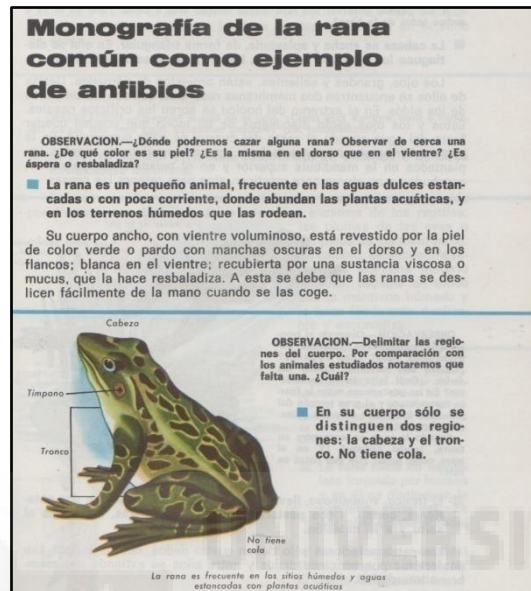 Monografía de la rana
común como ejemplo
de anfibios
OBSERVACION.—¿Dónde podremos cazar alguna rana? Observar de cerca una
rana. ¿De qué color es su piel? ¿Es la misma en el dorso que en el vientre? ¿Es
áspera o resbaladiza?
La rana es un pequeño animal, frecuente en las aguas dulces estan-
cadas o con poca corriente, donde abundan las plantas acuáticas, y
en los terrenos húmedos que las rodean.
Su cuerpo ancho, con vientre voluminoso, está revestido por la piel
de color verde o pardo con manchas oscuras en el dorso y en los
flancos; blanca en el vientre; recubierta por una sustancia viscosa o
mucus, que la hace resbaladiza. A esta se debe que las ranas se des-
licen fácilmente de la mano cuando se las coge.
Cabeza
Tímpano
Tronco
No tiene
cola
OBSERVACION.—Delimitar las regio-
nes del cuerpo. Por comparación con
los animales estudiados notaremos que
falta una. ¿Cuál?
En su cuerpo sólo se
distinguen dos regio-
nes: la cabeza y el tron-
co. No tiene cola.
UNIVERSI
La rana es frecuente en los sitios húmedos y aguas
estancadas con plantas acuáticas